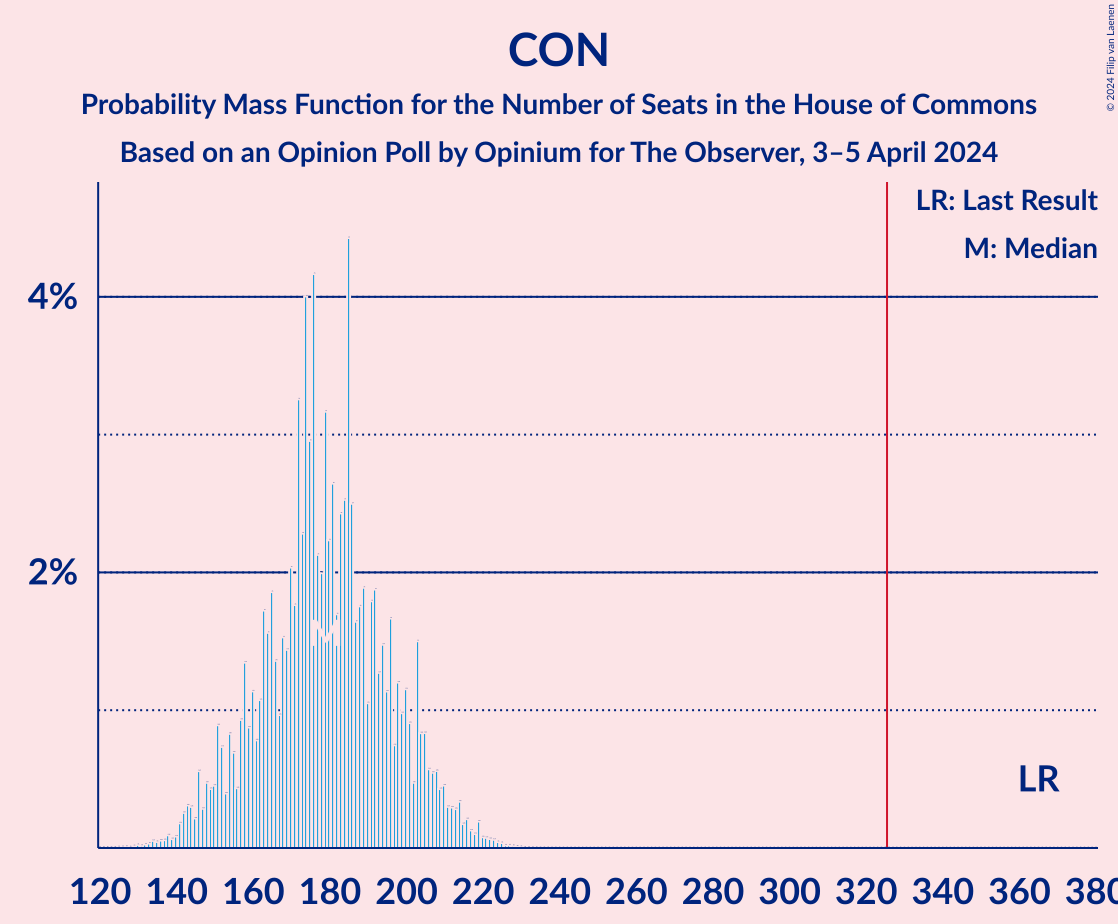 CON
Probability Mass Function for the Number of Seats in the House of Commons
Based on an Opinion Poll by Opinium for The Observer, 3–5 April 2024
© 2024 Filip van Laenen
LR: Last Result
M: Median
4%
2%
LR
120 140 160 180 200 220 240 260 280 300 320 340 360 380